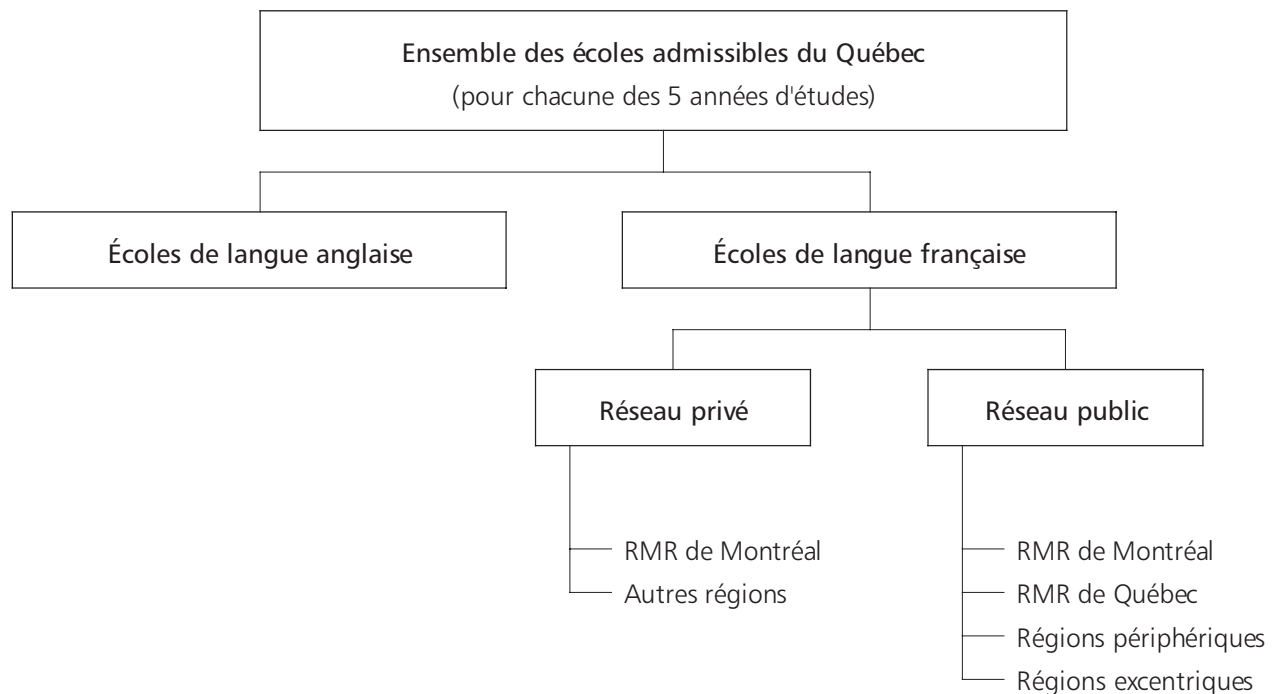 Ensemble des écoles admissibles du Québec
(pour chacune des 5 années d'études)
Écoles de langue anglaise
Écoles de langue française
Réseau privé
Réseau public
RMR de Montréal
Autres régions
RMR de Montréal
RMR de Québec
Régions périphériques
Régions excentriques